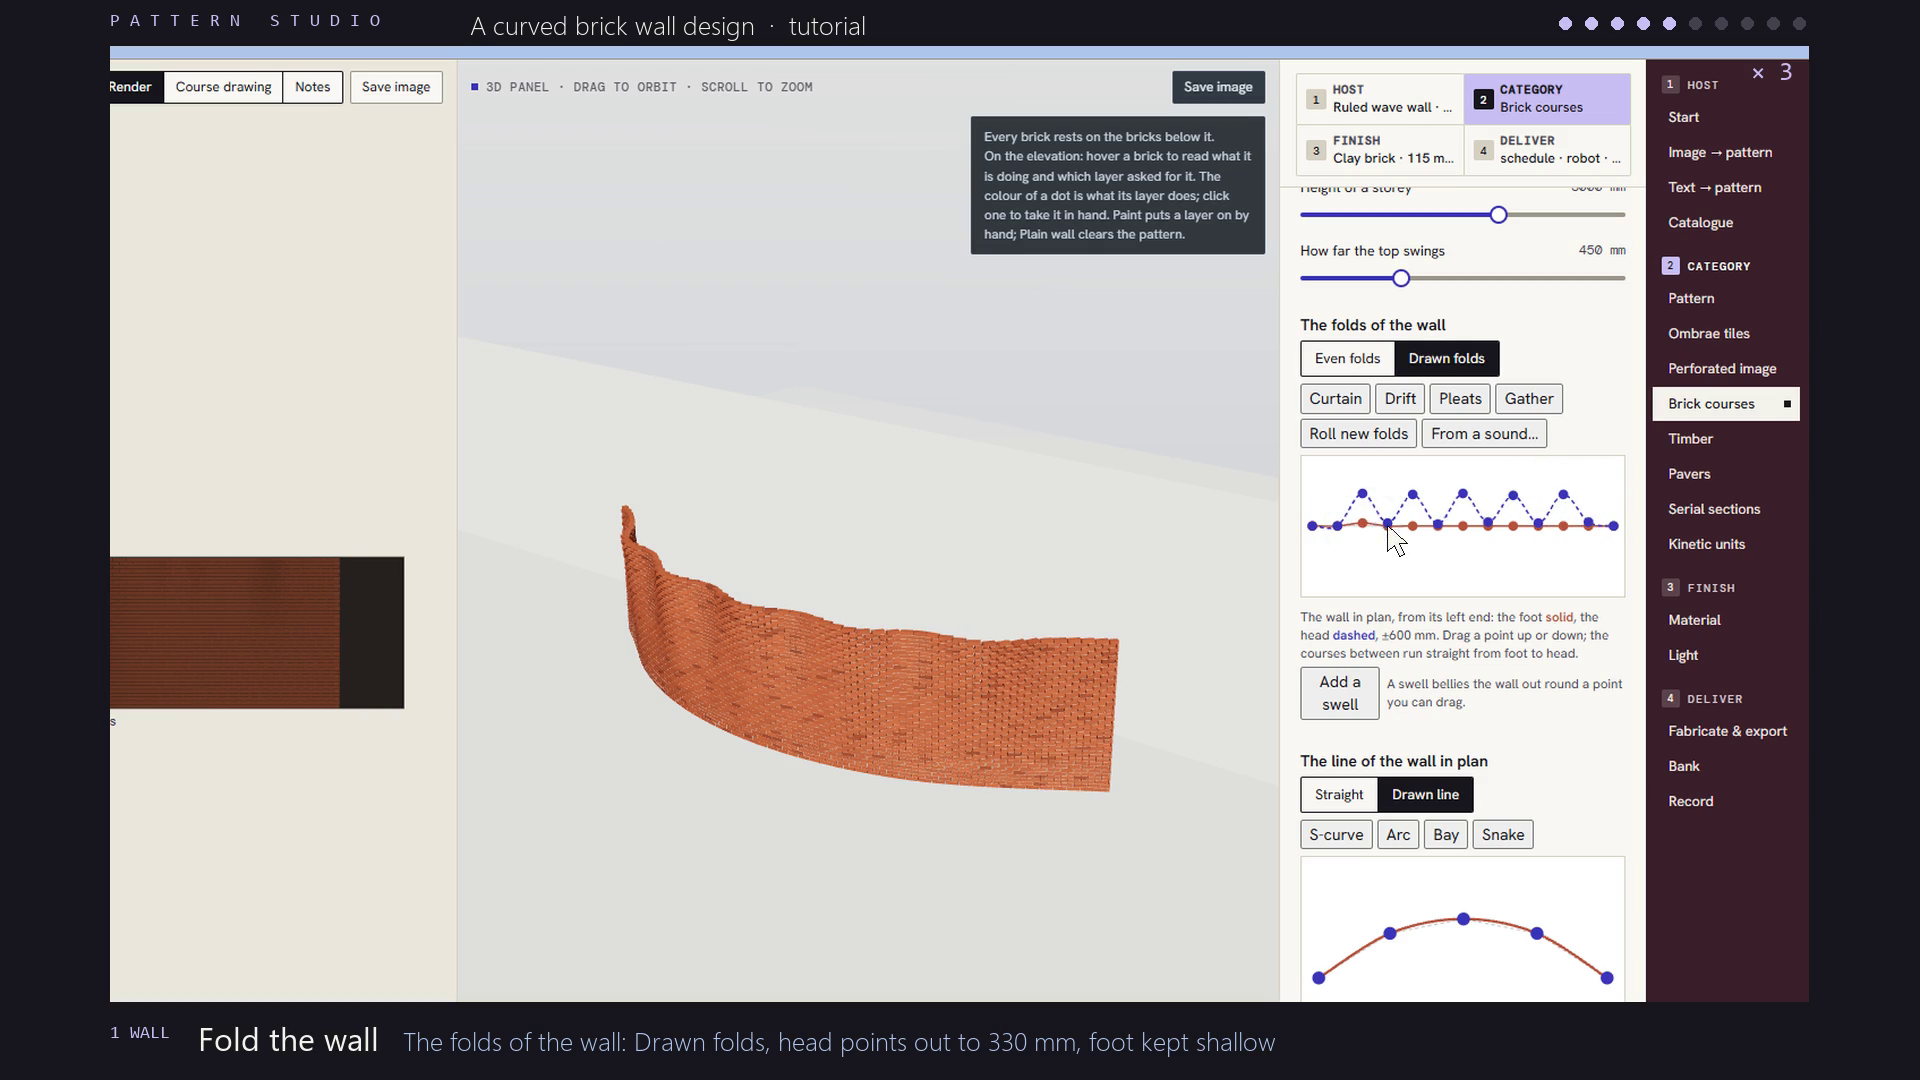 PATTERN STUDIO
A curved brick wall design · tutorial
Render
Course drawing
Notes
Save image
3D PANEL · DRAG TO ORBIT · SCROLL TO ZOOM
Save image
Every brick rests on the bricks below it.
On the elevation: hover a brick to read what it
is doing and which layer asked for it. The
colour of a dot is what its layer does; click
one to take it in hand. Paint puts a layer on by
hand; Plain wall clears the pattern.
s
1 HOST
Ruled wave wall · ...
2 CATEGORY
Brick courses
3 FINISH
Clay brick · 115 m...
4 DELIVER
schedule · robot · ...
Height of a storey 3000 mm
How far the top swings 450 mm
The folds of the wall
Even folds
Drawn folds
Curtain
Drift
Pleats
Gather
Roll new folds
From a sound...
The wall in plan, from its left end: the foot solid, the
head dashed, ±600 mm. Drag a point up or down; the
courses between run straight from foot to head.
Add a
swell
A swell bellies the wall out round a point
you can drag.
The line of the wall in plan
Straight
Drawn line
S-curve
Arc
Bay
Snake
× 3
1 HOST
Start
Image → pattern
Text → pattern
Catalogue
2 CATEGORY
Pattern
Ombrae tiles
Perforated image
Brick courses
Timber
Pavers
Serial sections
Kinetic units
3 FINISH
Material
Light
4 DELIVER
Fabricate & export
Bank
Record
1 WALL
Fold the wall
The folds of the wall: Drawn folds, head points out to 330 mm, foot kept shallow